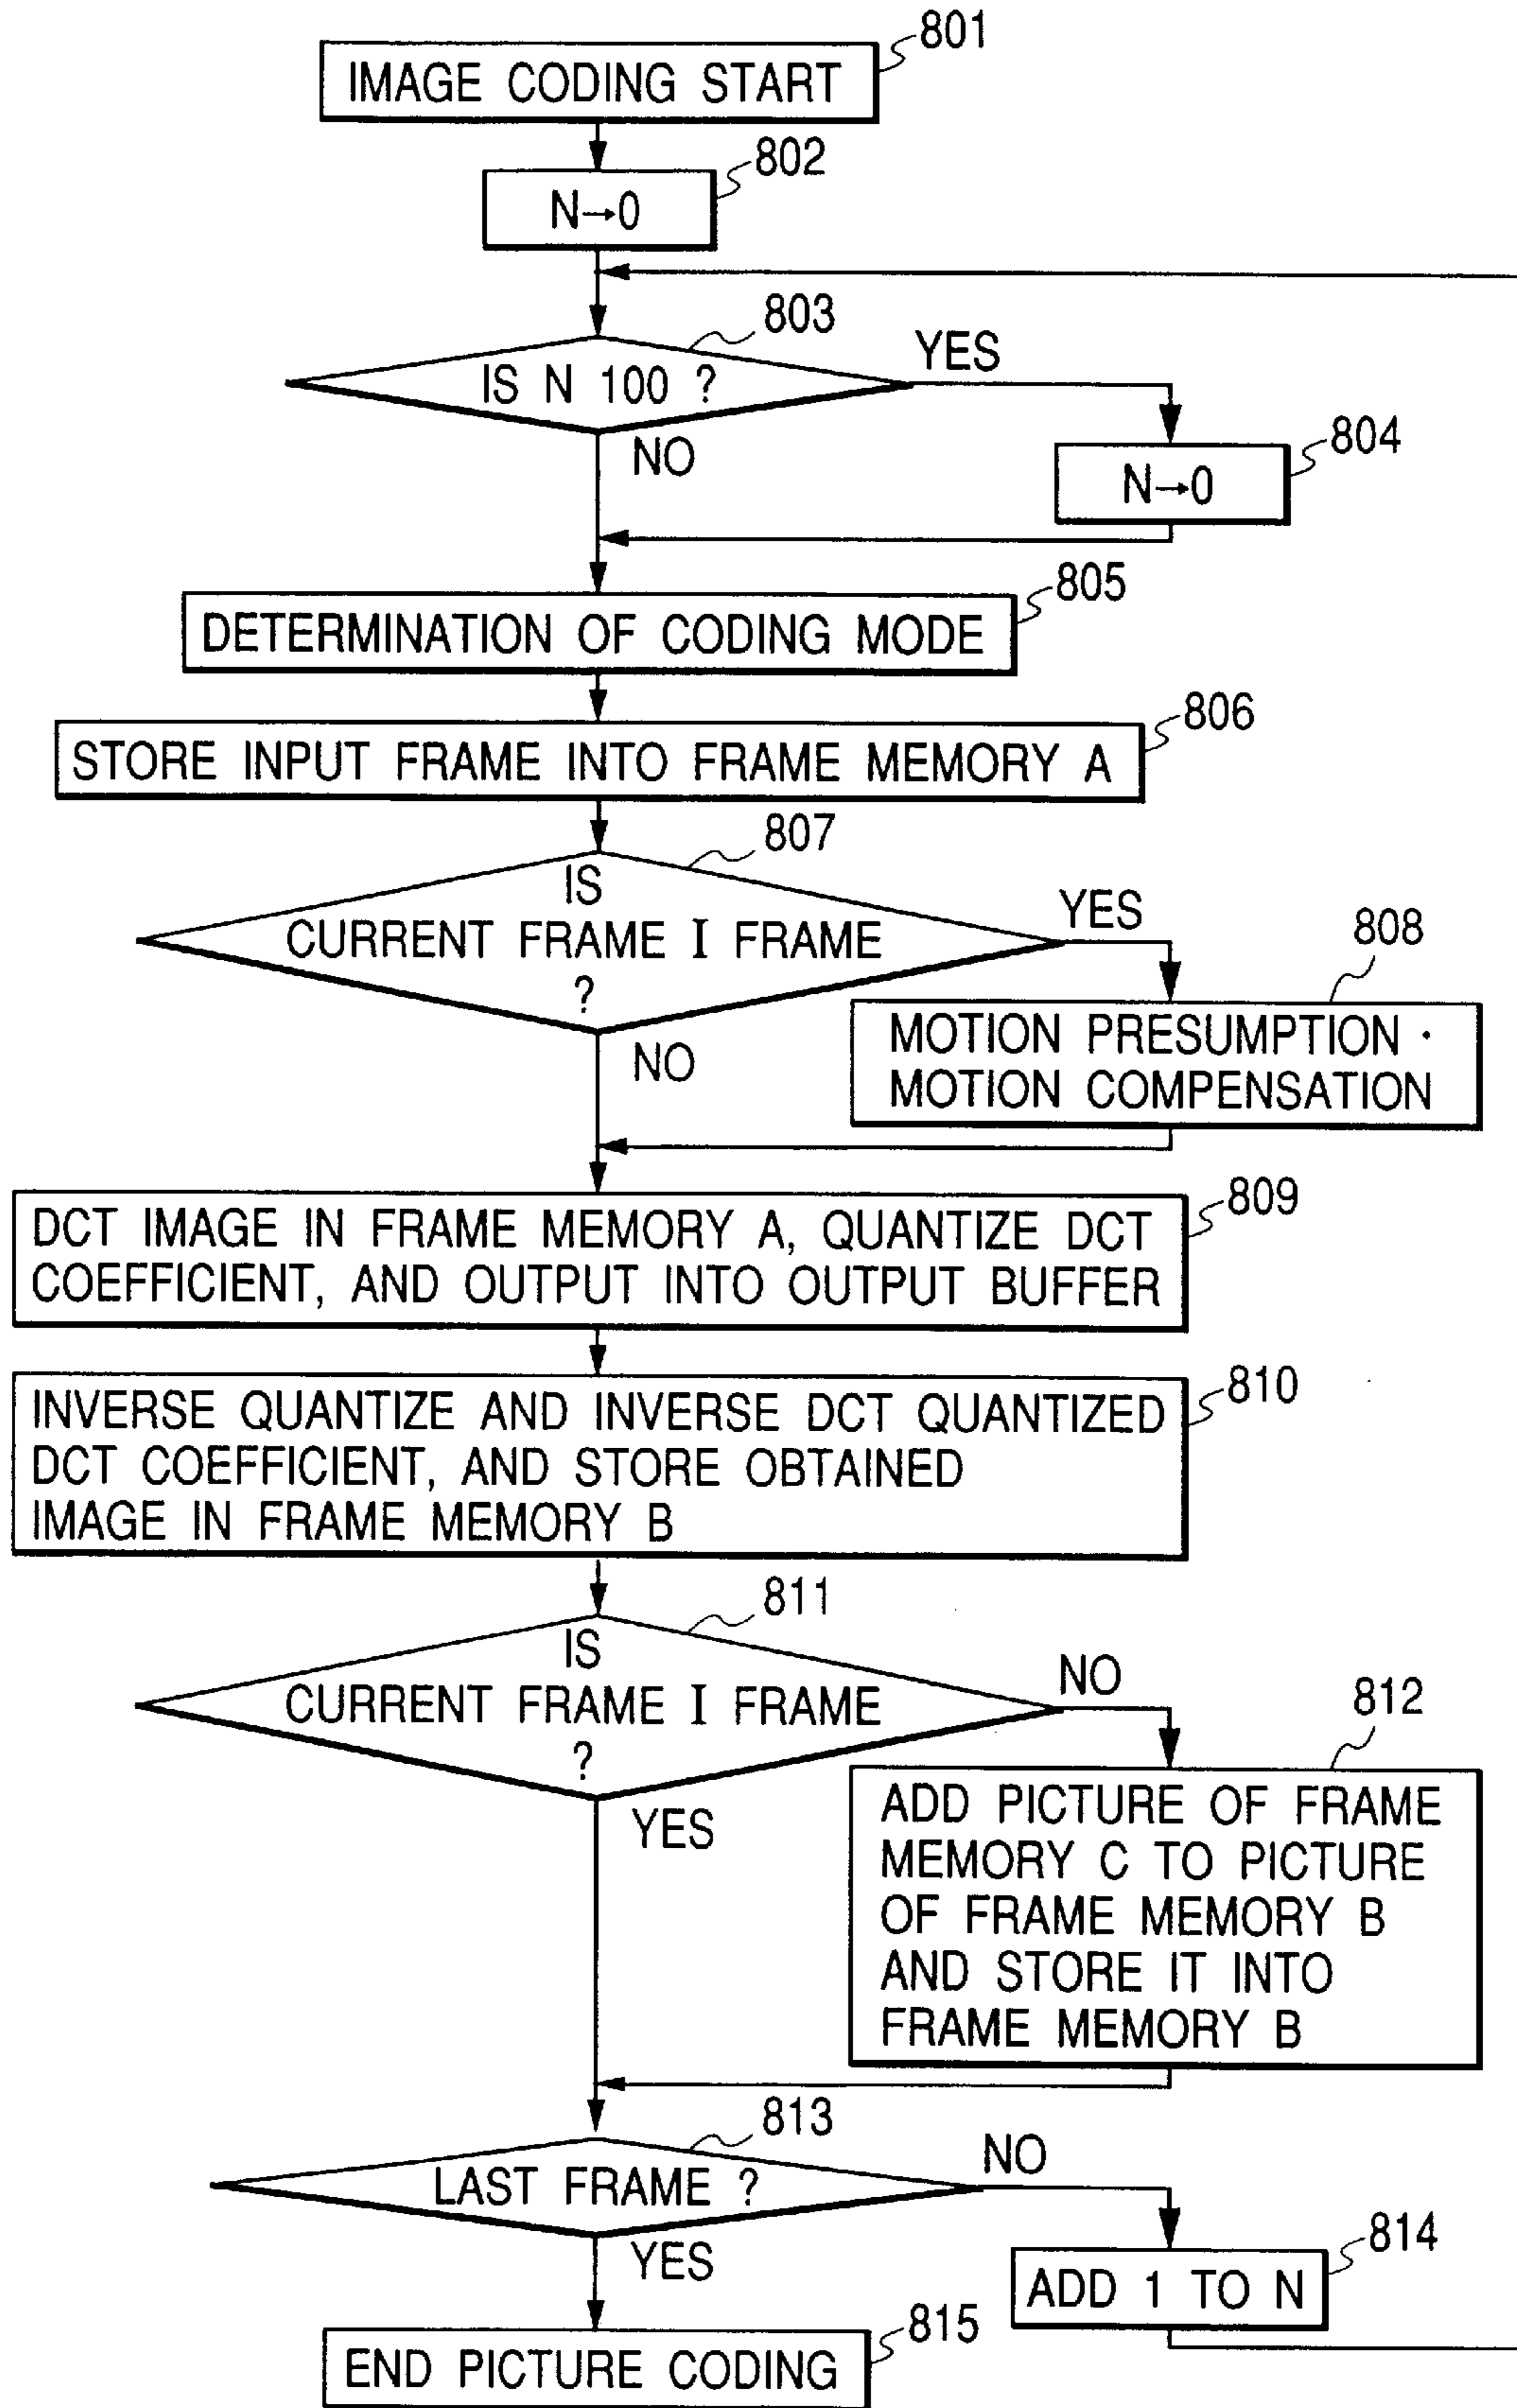 801
IMAGE CODING START
802
N→0
803
IS N 100 ?
YES
NO
804
N→0
805
DETERMINATION OF CODING MODE
806
STORE INPUT FRAME INTO FRAME MEMORY A
807
IS
CURRENT FRAME I FRAME
?
YES
NO
808
MOTION PRESUMPTION ·
MOTION COMPENSATION
809
DCT IMAGE IN FRAME MEMORY A, QUANTIZE DCT
COEFFICIENT, AND OUTPUT INTO OUTPUT BUFFER
810
INVERSE QUANTIZE AND INVERSE DCT QUANTIZED
DCT COEFFICIENT, AND STORE OBTAINED
IMAGE IN FRAME MEMORY B
811
IS
CURRENT FRAME I FRAME
?
NO
YES
812
ADD PICTURE OF FRAME
MEMORY C TO PICTURE
OF FRAME MEMORY B
AND STORE IT INTO
FRAME MEMORY B
813
LAST FRAME ?
NO
YES
814
ADD 1 TO N
815
END PICTURE CODING